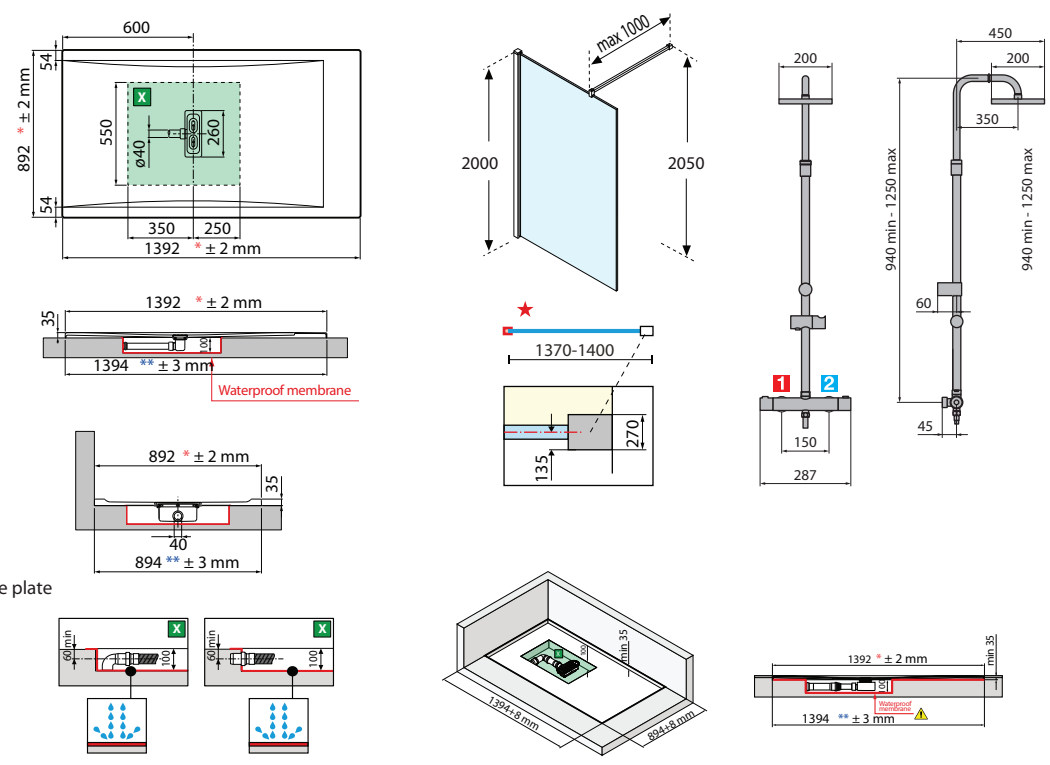 600
54
892 * ± 2 mm
X
550
ø40
260
54
350
250
1392 * ± 2 mm
max 1000
2000
2050
200
450
200
350
940 min - 1250 max
940 min - 1250 max
60
1
2
45
150
287
1392 * ± 2 mm
35
100
1394 ** ± 3 mm
Waterproof membrane
1370-1400
270
135
892 * ± 2 mm
35
40
894 ** ± 3 mm
e plate
60 min
X
100
60 min
X
100
min 35
100
1394+8 mm
894+8 mm
1392 * ± 2 mm
min 35
100
Waterproof
membrane
1394 ** ± 3 mm